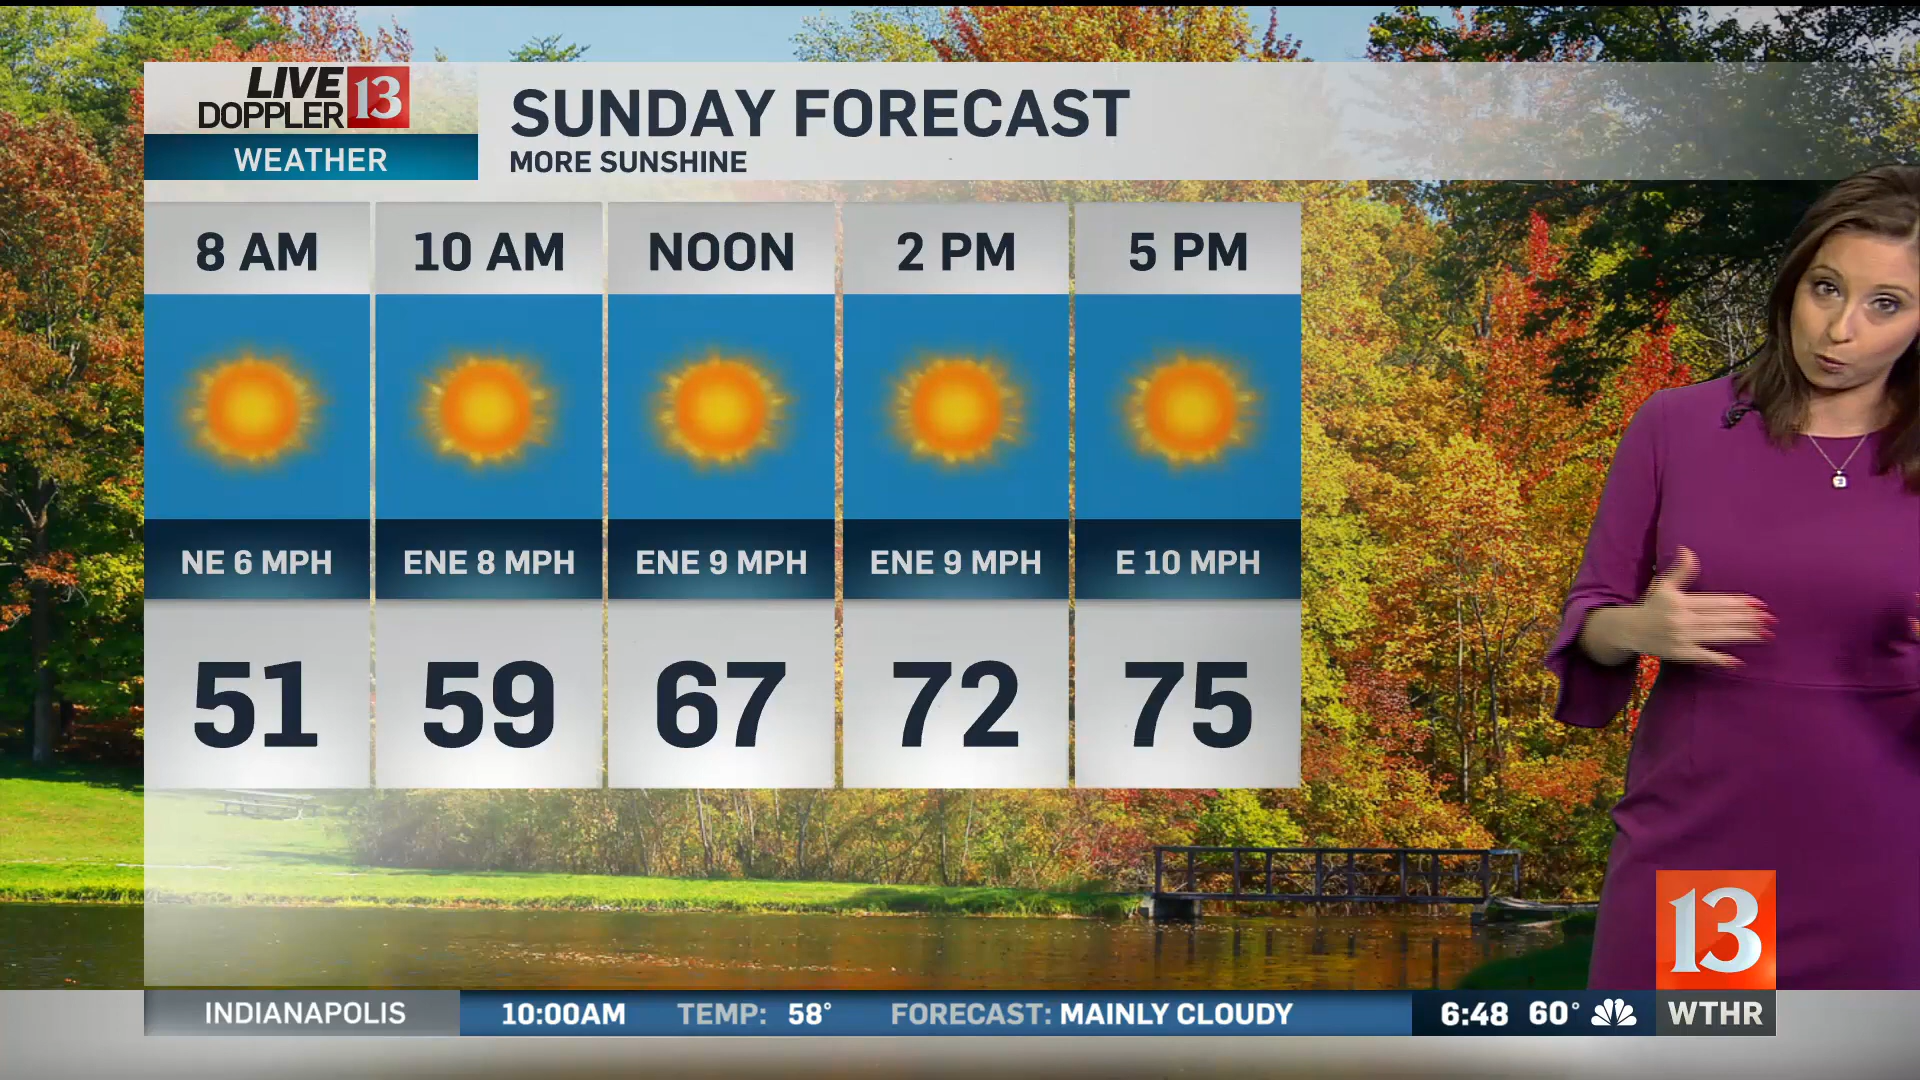 LIVE
DOPPLER 13
WEATHER
SUNDAY FORECAST
MORE SUNSHINE
8 AM 10 AM NOON 2 PM 5 PM
NE 6 MPH ENE 8 MPH ENE 9 MPH ENE 9 MPH E 10 MPH
51 59 67 72 75
13
INDIANAPOLIS 10:00AM TEMP: 58° FORECAST: MAINLY CLOUDY 6:48 60° WTHR